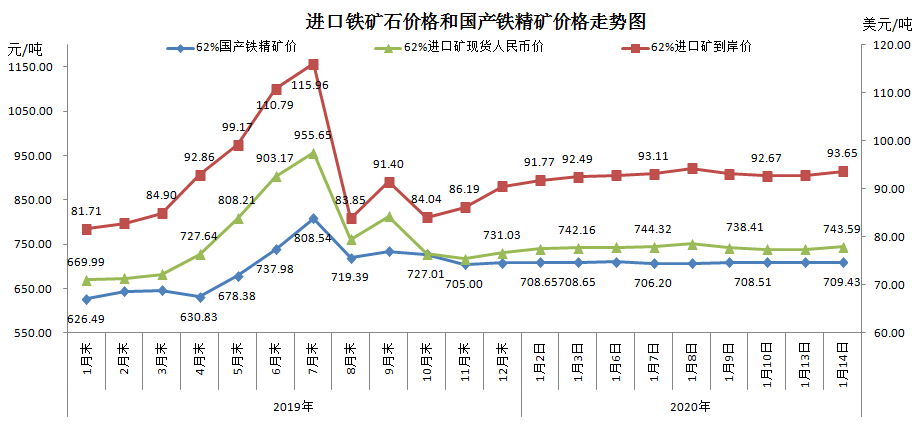 进口铁矿石价格和国产铁精矿价格走势图
元/吨
美元/吨
62%国产铁精矿价 62%进口矿现货人民币价 62%进口矿到岸价
1150.00
1050.00
950.00
850.00
750.00
650.00
550.00
120.00
110.00
100.00
90.00
80.00
70.00
60.00
81.71 84.90 92.86 99.17 110.79 115.96 83.85 91.40 84.04 86.19 91.77 92.49 93.11 92.67 93.65
669.99 727.64 808.21 903.17 955.65 731.03 742.16 744.32 738.41 743.59
626.49 630.83 678.38 737.98 808.54 719.39 727.01 705.00 708.65 708.65 706.20 708.51 709.43
1月末 2月末 3月末 4月末 5月末 6月末 7月末 8月末 9月末 10月末 11月末 12月末 1月2日 1月3日 1月6日 1月7日 1月8日 1月9日 1月10日 1月13日 1月14日
2019年 2020年